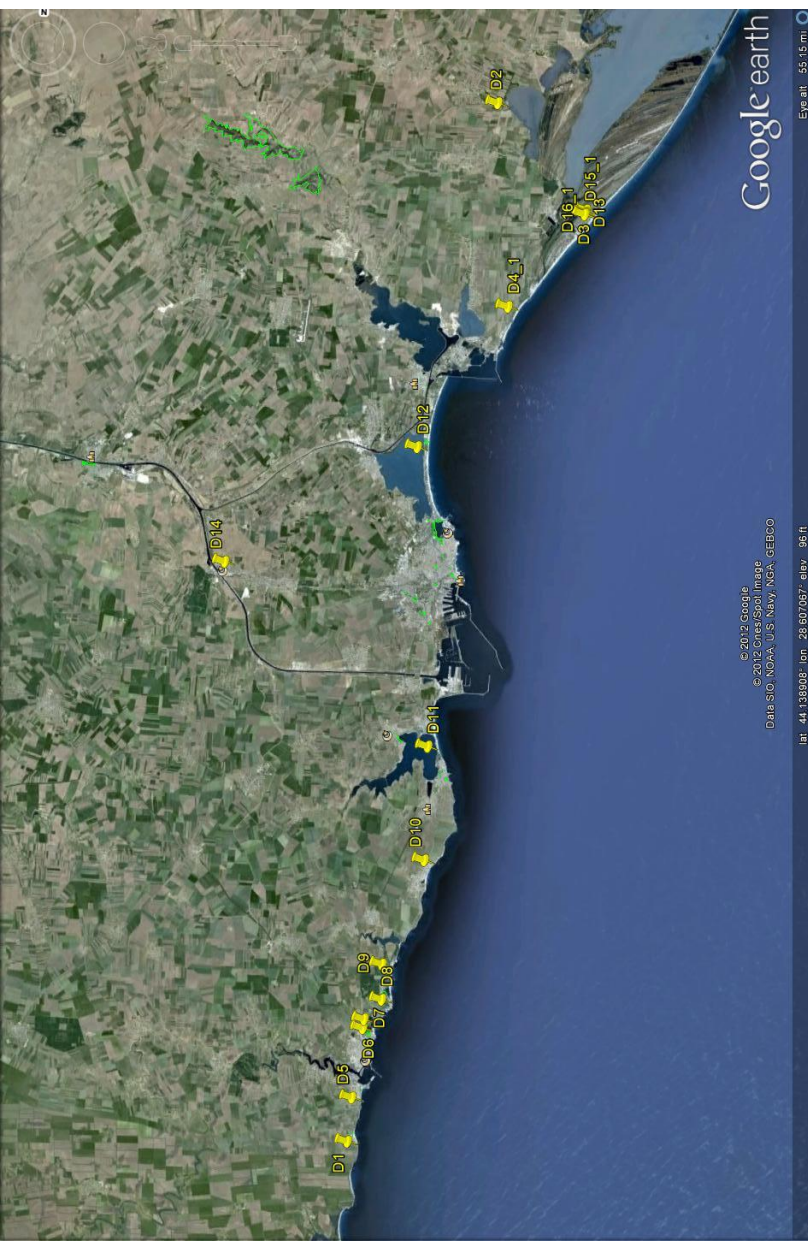 N
D2
D16_1
D15_1
D3
D13
D4_1
D12
D14
D11
D10
D9
D8
D7
D6
D5
D1
Google earth
© 2012 Google
© 2012 Cnes/Spot Image
Data SIO, NOAA, U.S. Navy, NGA, GEBCO
lat 44.138908° lon 28.607067° elev 96 ft
Eye alt 55.15 mi